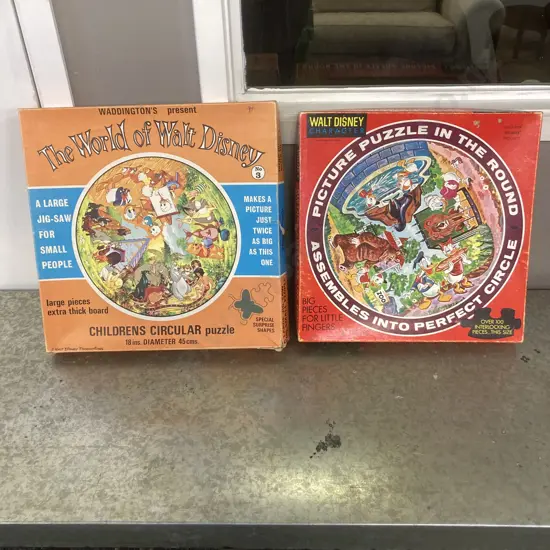 WADDINGTON'S present
The World of Walt Disney
No 3
A LARGE
JIG-SAW
FOR
SMALL
PEOPLE
MAKES A
PICTURE
JUST
TWICE
AS BIG
AS THIS
ONE
large pieces
extra thick board
SPECIAL
SURPRISE
SHAPES
CHILDRENS CIRCULAR puzzle
18 ins. DIAMETER 45 cms.
WALT DISNEY
CHARACTER
PICTURE PUZZLE IN THE ROUND
ASSEMBLES INTO PERFECT CIRCLE
BIG
PIECES
FOR LITTLE
FINGERS
OVER 100
INTERLOCKING
PIECES...THIS SIZE